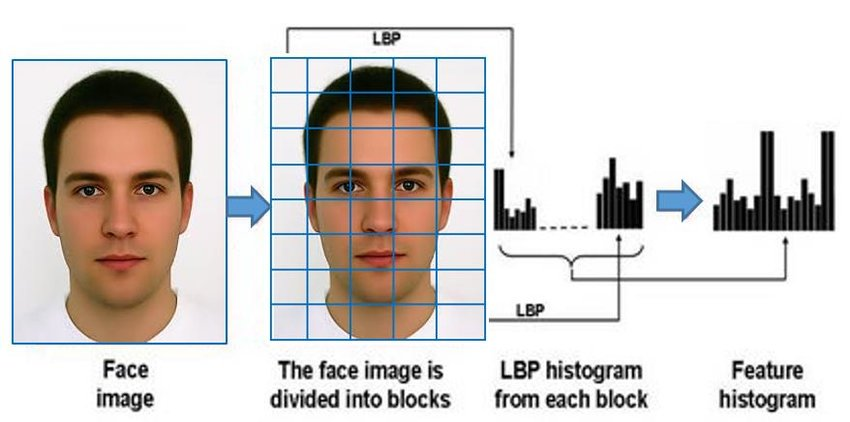 LBP
LBP
Face
image
The face image is
divided into blocks
LBP histogram
from each block
Feature
histogram